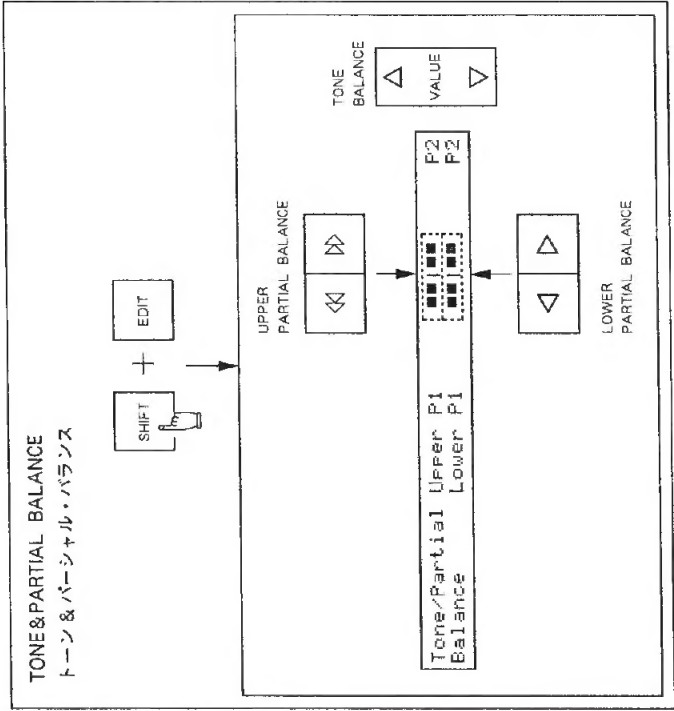 TONE&PARTIAL BALANCE
トーン&パーシャル・バランス
SHIFT + EDIT
UPPER
PARTIAL BALANCE
TONE
BALANCE
VALUE
Tone/Partial Upper P1 P2
Balance Lower P1 P2
LOWER
PARTIAL BALANCE